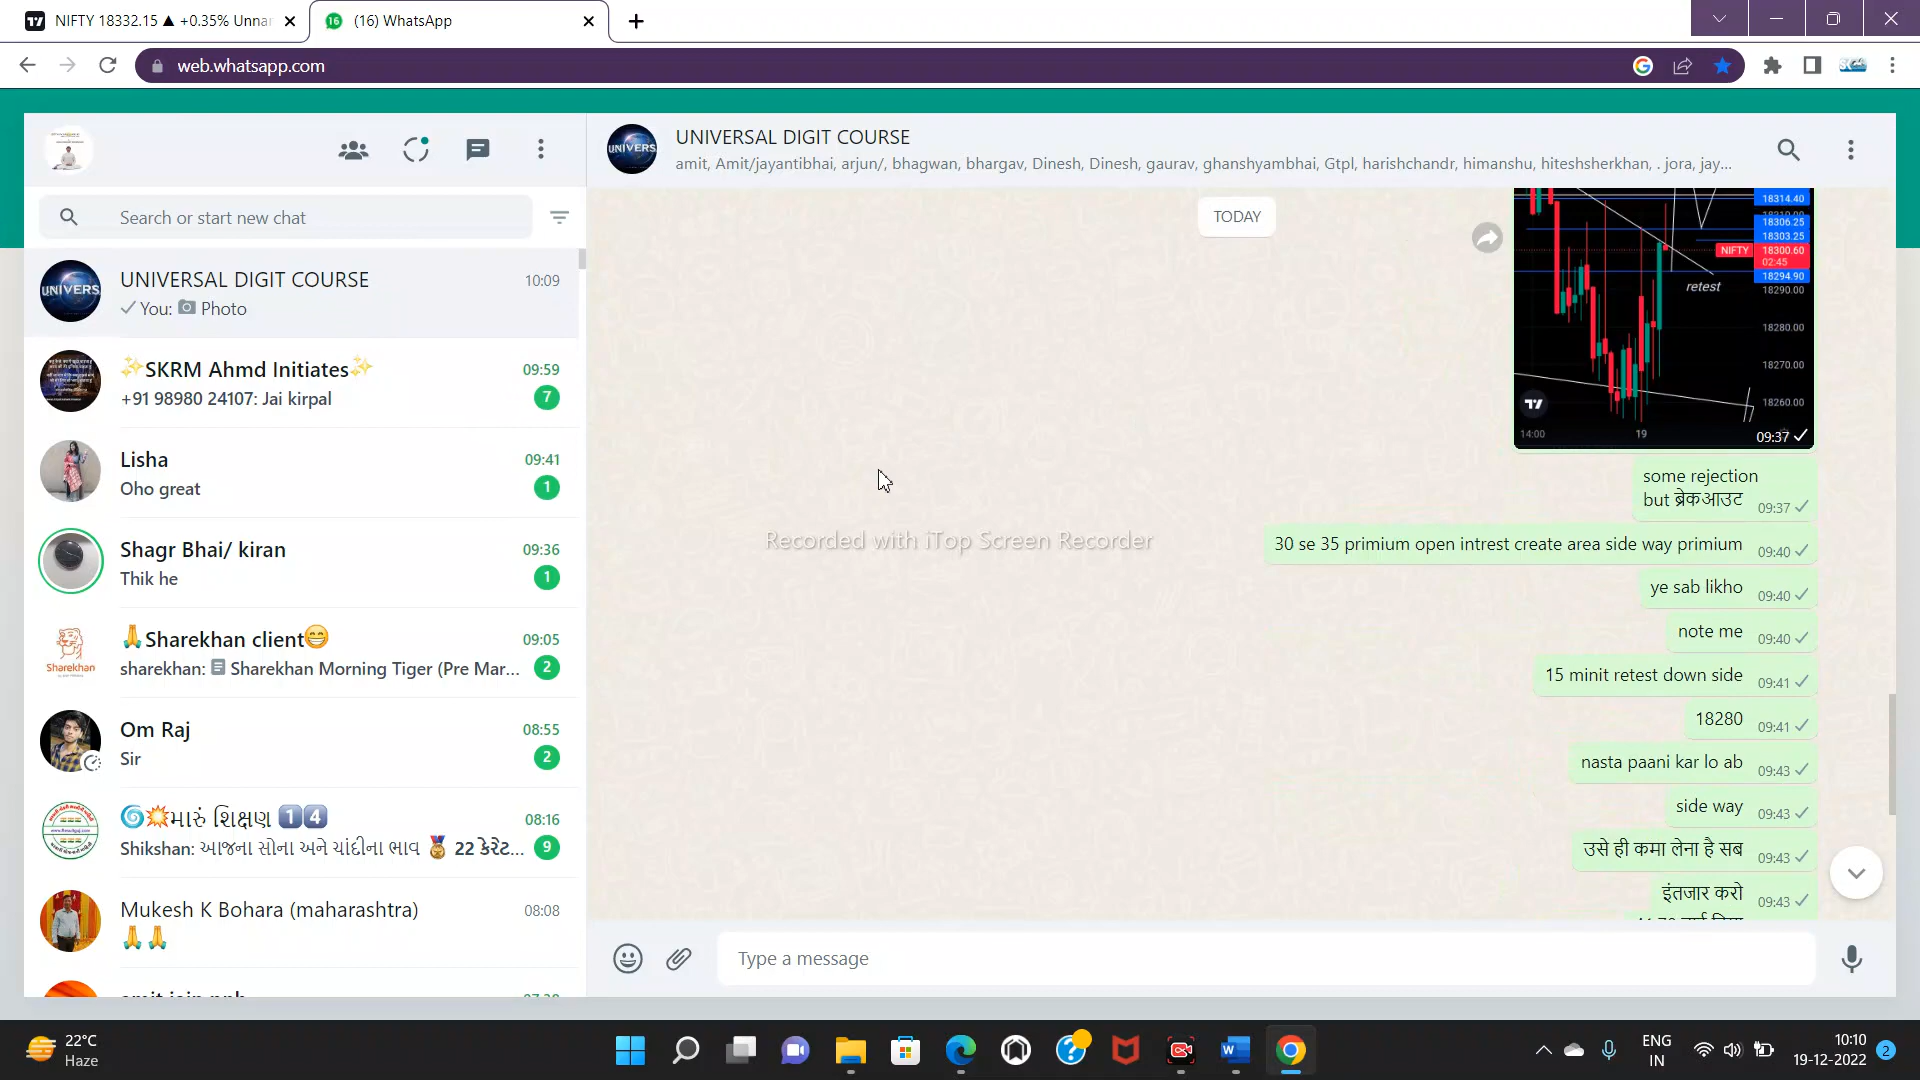 NIFTY 18332.15 ▲ +0.35% Unnar
(16) WhatsApp
web.whatsapp.com
UNIVERSAL DIGIT COURSE
amit, Amit/jayantibhai, arjun/, bhagwan, bhargav, Dinesh, Dinesh, gaurav, ghanshyambhai, Gtpl, harishchandr, himanshu, hiteshsherkhan, . jora, jay...
Search or start new chat
UNIVERS
UNIVERSAL DIGIT COURSE 10:09
✓ You: 📷 Photo
✨SKRM Ahmd Initiates✨ 09:59
+91 98980 24107: Jai kirpal 7
Lisha 09:41
Oho great 1
Shagr Bhai/ kiran 09:36
Thik he 1
🙏Sharekhan client😁 09:05
Sharekhan
sharekhan: Sharekhan Morning Tiger (Pre Mar... 2
Om Raj 08:55
Sir 2
🌀💥મારું શિક્ષણ 1️⃣4️⃣ 08:16
Shikshan: આજના સોના અને ચાંદીના ભાવ 🏅 22 કેરેટ... 9
Mukesh K Bohara (maharashtra) 08:08
🙏🙏
UNIVERS
TODAY
18314.40
18306.25
18303.25
NIFTY 18300.60
02:45
18294.90
retest
18290.00
18280.00
18270.00
18260.00
14:00 19
09:37
some rejection
but ब्रेकआउट 09:37
Recorded with iTop Screen Recorder
30 se 35 primium open intrest create area side way primium 09:40
ye sab likho 09:40
note me 09:40
15 minit retest down side 09:41
18280 09:41
nasta paani kar lo ab 09:43
side way 09:43
उसे ही कमा लेना है सब 09:43
इंतजार करो 09:43
Type a message
22°C
Haze
ENG
IN
10:10
19-12-2022
2